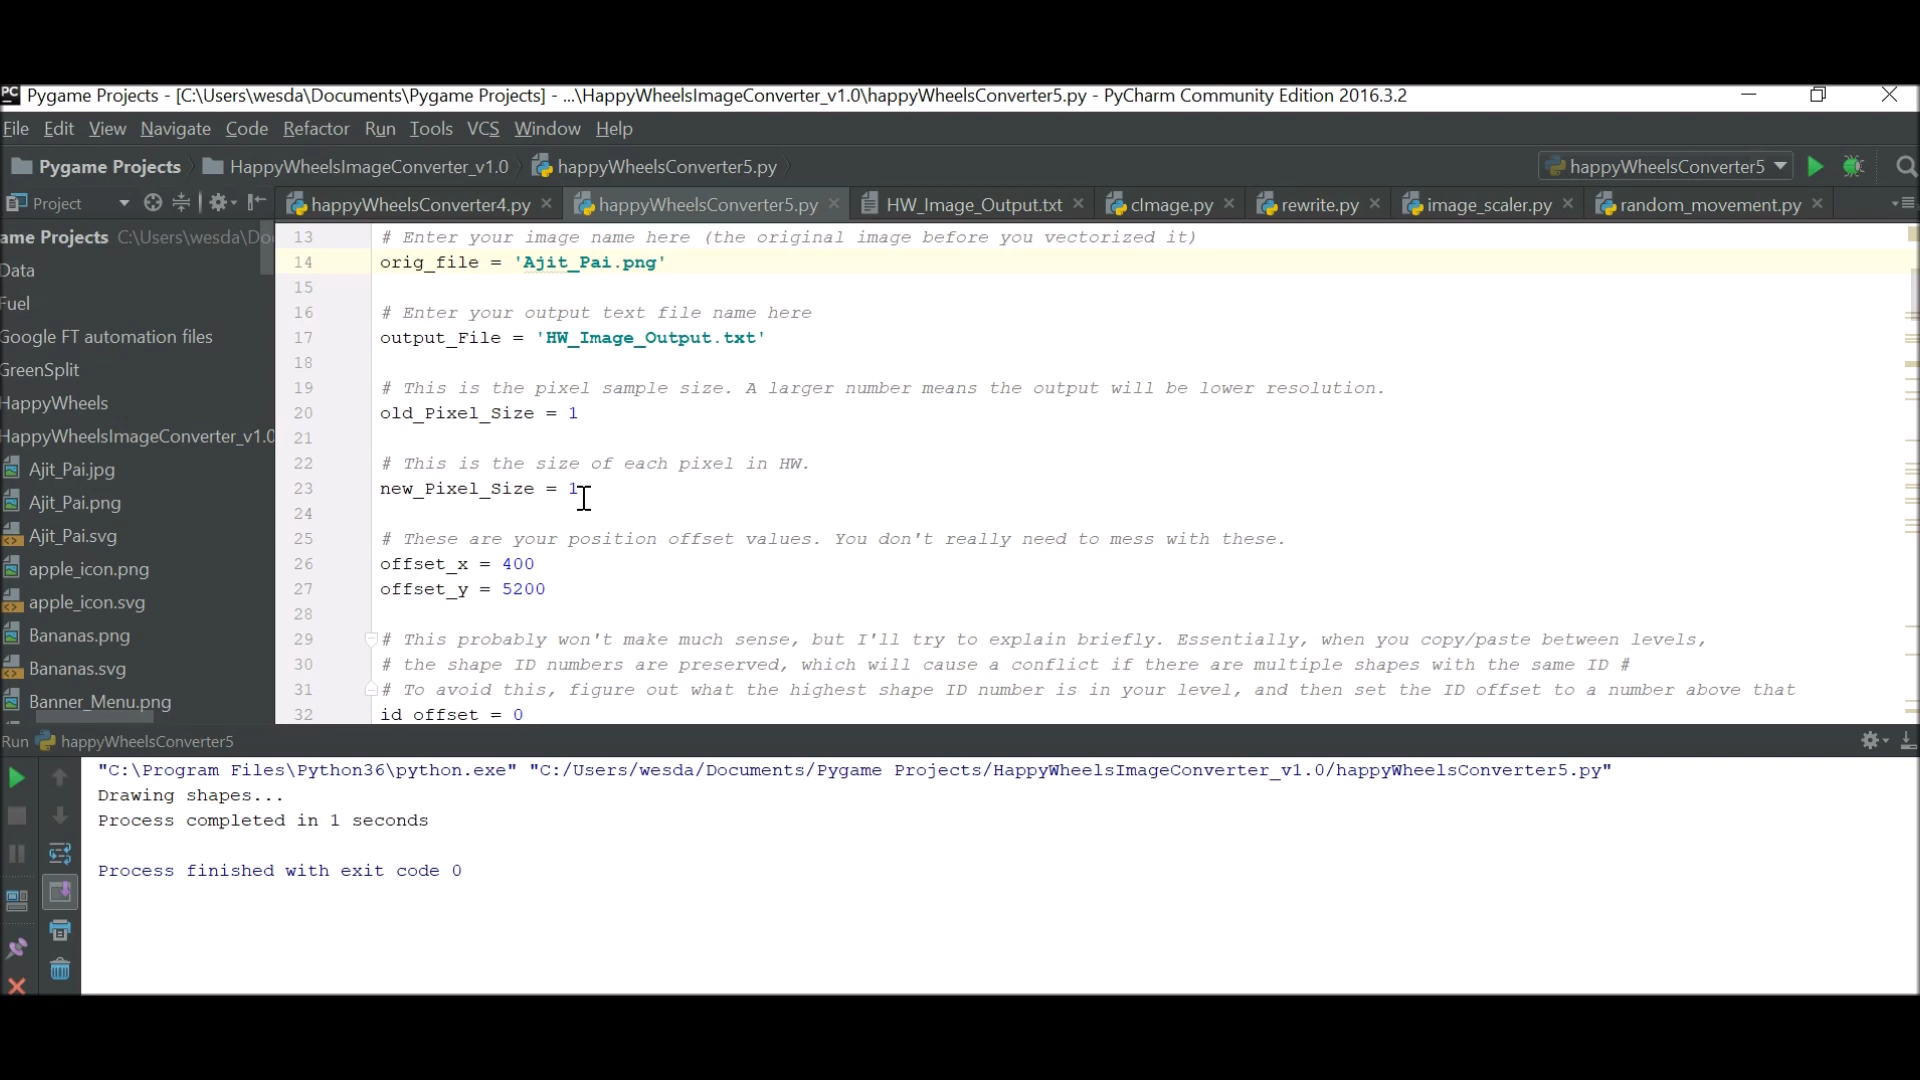 PC Pygame Projects - [C:\Users\wesda\Documents\Pygame Projects] - ...\HappyWheelsImageConverter_v1.0\happyWheelsConverter5.py - PyCharm Community Edition 2016.3.2
File Edit View Navigate Code Refactor Run Tools VCS Window Help
Pygame Projects HappyWheelsImageConverter_v1.0 happyWheelsConverter5.py happyWheelsConverter5
Project happyWheelsConverter4.py happyWheelsConverter5.py HW_Image_Output.txt cImage.py rewrite.py image_scaler.py random_movement.py
ame Projects C:\Users\wesda\Do
Data
Fuel
Google FT automation files
GreenSplit
HappyWheels
HappyWheelsImageConverter_v1.0
Ajit_Pai.jpg
Ajit_Pai.png
Ajit_Pai.svg
apple_icon.png
apple_icon.svg
Bananas.png
Bananas.svg
Banner_Menu.png
13 # Enter your image name here (the original image before you vectorized it)
14 orig_file = 'Ajit_Pai.png'
15
16 # Enter your output text file name here
17 output_File = 'HW_Image_Output.txt'
18
19 # This is the pixel sample size. A larger number means the output will be lower resolution.
20 old_Pixel_Size = 1
21
22 # This is the size of each pixel in HW.
23 new_Pixel_Size = 1
24
25 # These are your position offset values. You don't really need to mess with these.
26 offset_x = 400
27 offset_y = 5200
28
29 # This probably won't make much sense, but I'll try to explain briefly. Essentially, when you copy/paste between levels,
30 # the shape ID numbers are preserved, which will cause a conflict if there are multiple shapes with the same ID #
31 # To avoid this, figure out what the highest shape ID number is in your level, and then set the ID offset to a number above that
32 id_offset = 0
Run happyWheelsConverter5
"C:\Program Files\Python36\python.exe" "C:/Users/wesda/Documents/Pygame Projects/HappyWheelsImageConverter_v1.0/happyWheelsConverter5.py"
Drawing shapes...
Process completed in 1 seconds
Process finished with exit code 0